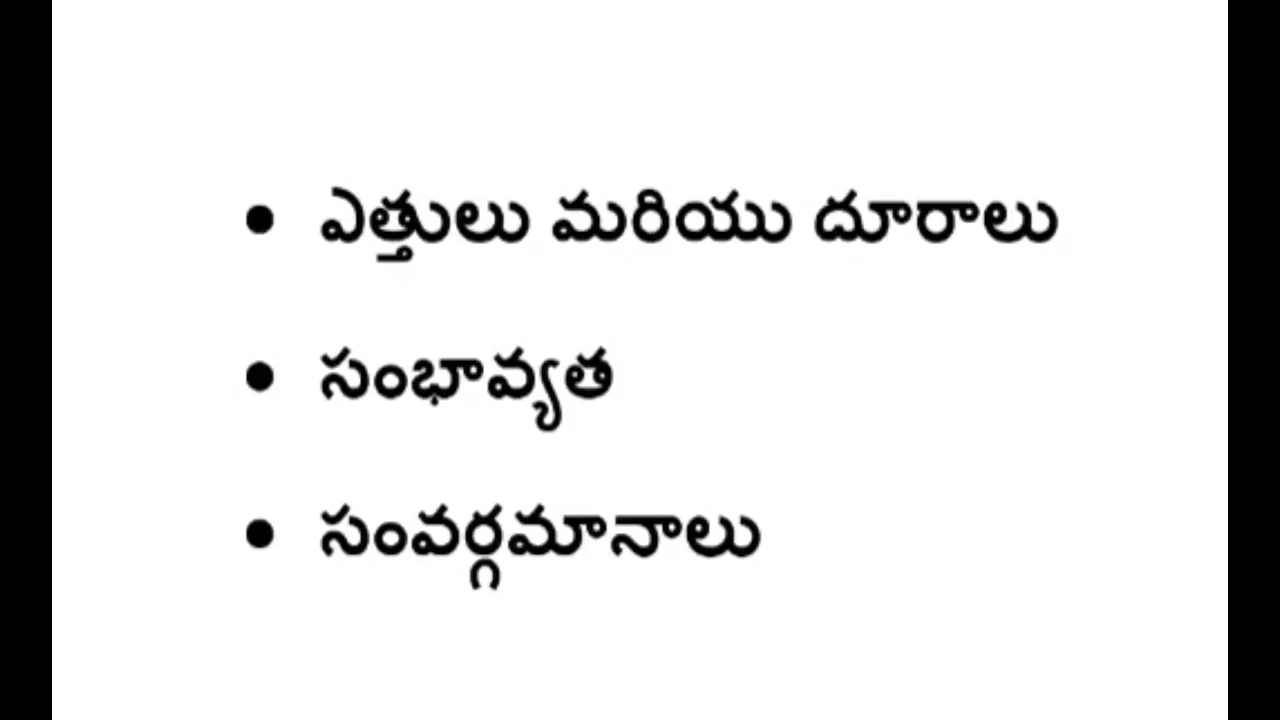 • ఎత్తులు మరియు దూరాలు
• సంభావ్యత
• సంవర్గమానాలు